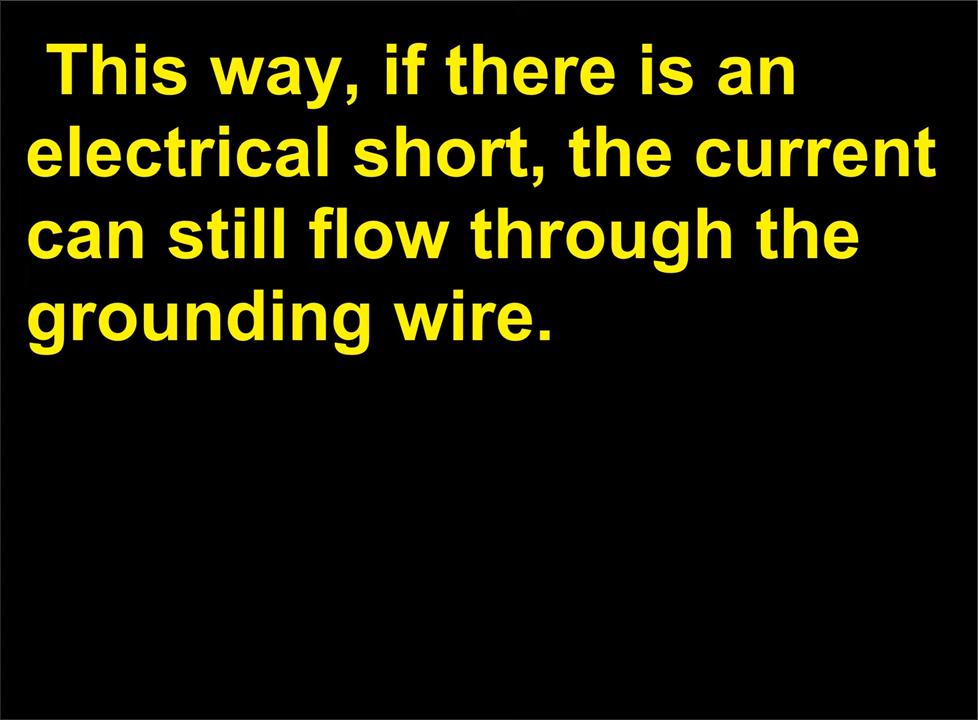 This way, if there is an
electrical short, the current
can still flow through the
grounding wire.